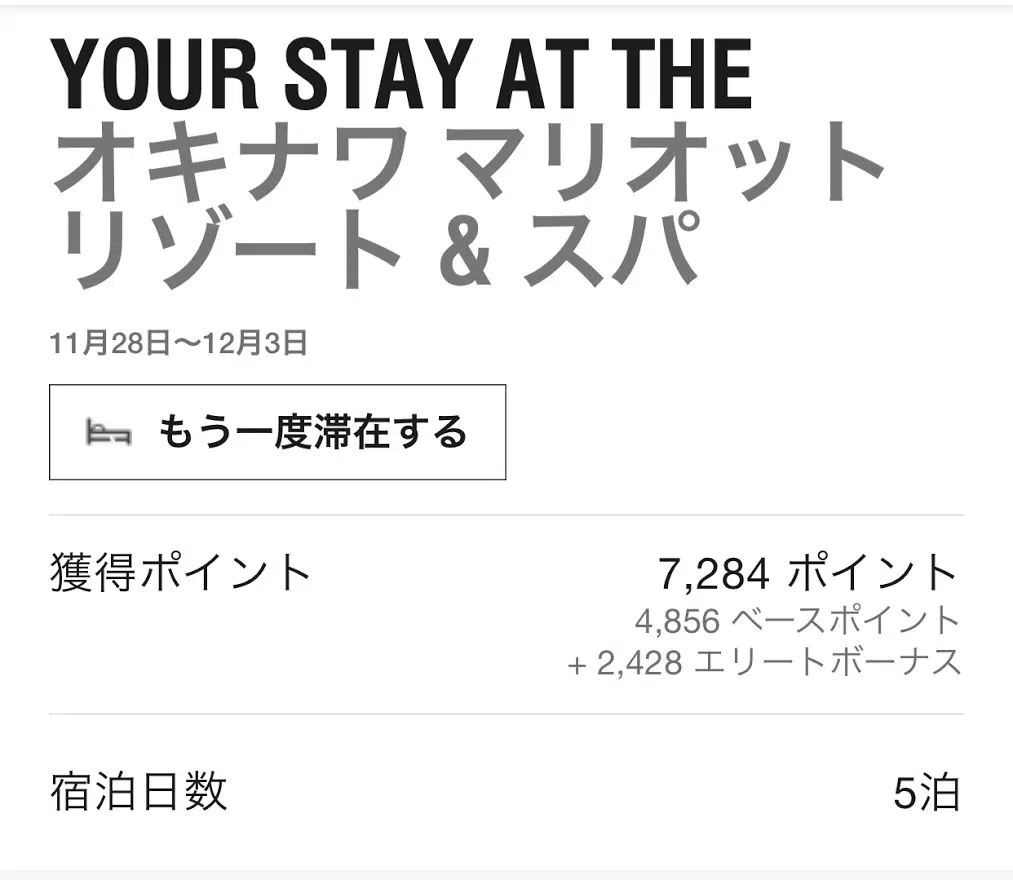 YOUR STAY AT THE
オキナワ マリオット
リゾート & スパ
11月28日〜12月3日
もう一度滞在する
獲得ポイント 7,284 ポイント
4,856 ベースポイント
+ 2,428 エリートボーナス
宿泊日数 5泊